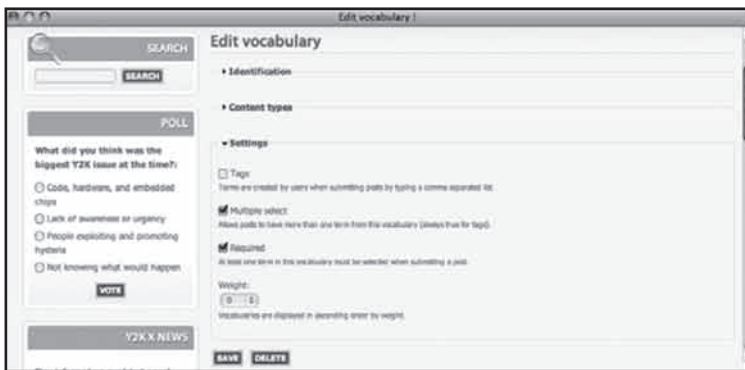 Edit vocabulary |
SEARCH
SEARCH
POLL
What did you think was the
biggest Y2K issue at the time?:
Code, hardware, and embedded
chips
Lack of awareness or urgency
People exploiting and promoting
hysteria
Not knowing what would happen
VOTE
Y2KX NEWS
Edit vocabulary
Identification
Content types
Settings
Tags
Terms are created by users when submitting posts by typing a comma separated list.
Multiple select
Allows posts to have more than one term from this vocabulary (always true for tags).
Required
At least one term in this vocabulary must be selected when submitting a post.
Weight:
0
Vocabularies are displayed in ascending order by weight.
SAVE DELETE